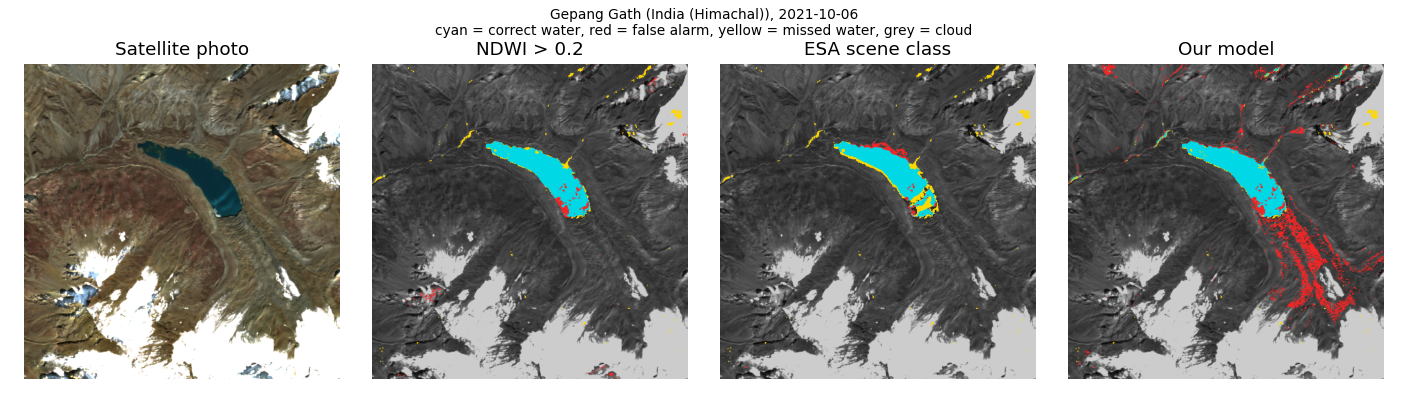 Gepang Gath (India (Himachal)), 2021-10-06
cyan = correct water, red = false alarm, yellow = missed water, grey = cloud
Satellite photo
NDWI > 0.2
ESA scene class
Our model